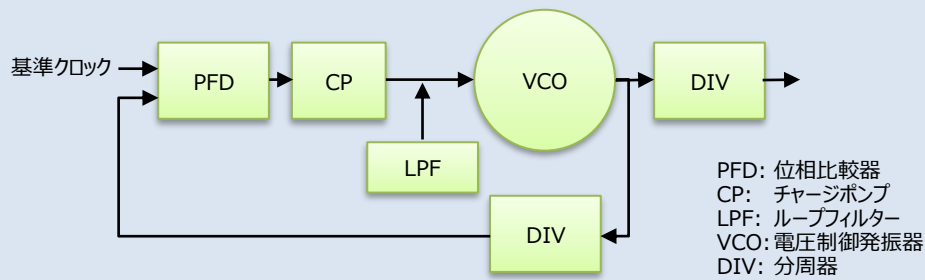 基準クロック
PFD
CP
VCO
DIV
LPF
DIV
PFD: 位相比較器
CP: チャージポンプ
LPF: ループフィルター
VCO: 電圧制御発振器
DIV: 分周器